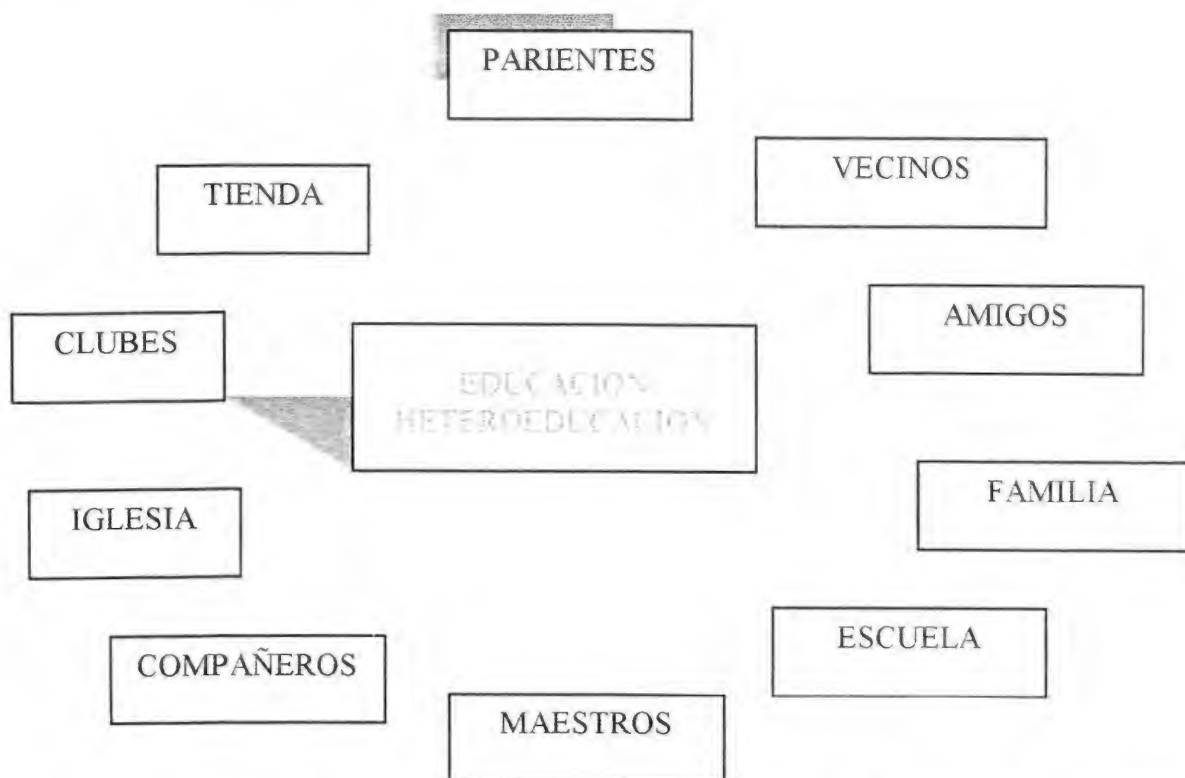 PARIENTES
VECINOS
TIENDA
AMIGOS
CLUBES
EDUCACION
HETEROEDUCACION
FAMILIA
IGLESIA
ESCUELA
COMPAÑEROS
MAESTROS